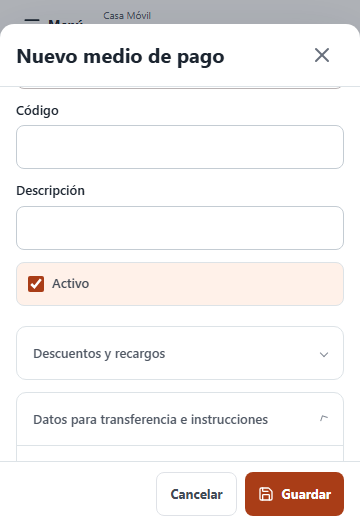 Menú
Casa Móvil
Nuevo medio de pago
Código
Descripción
Activo
Descuentos y recargos
Datos para transferencia e instrucciones
Cancelar
Guardar